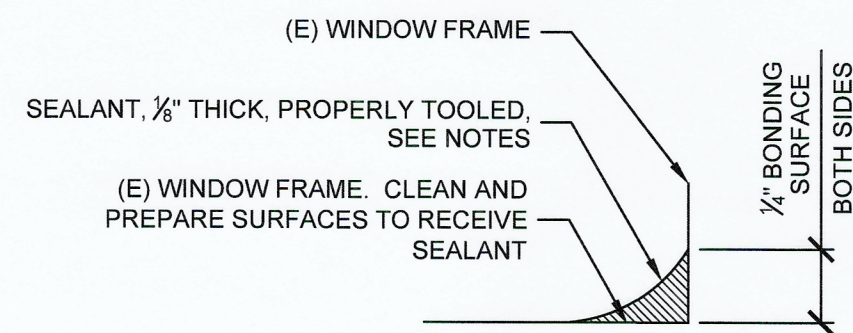 (E) WINDOW FRAME
SEALANT, ⅛" THICK, PROPERLY TOOLED,
SEE NOTES
(E) WINDOW FRAME. CLEAN AND
PREPARE SURFACES TO RECEIVE
SEALANT
¼" BONDING
SURFACE
BOTH SIDES